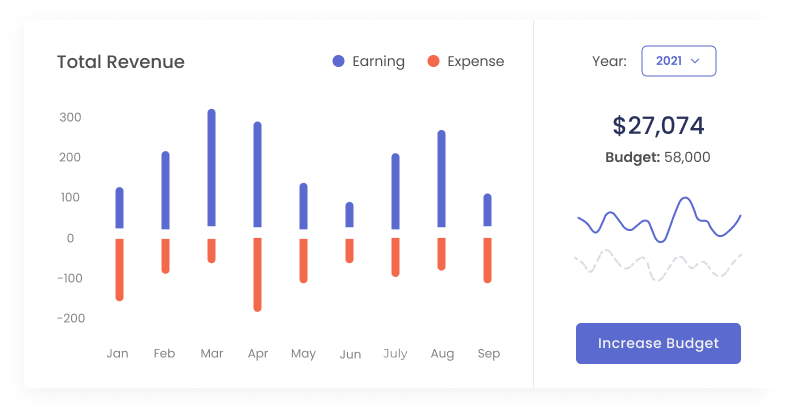 Total Revenue
Earning Expense
300
200
100
0
-100
-200
Jan Feb Mar Apr May Jun July Aug Sep
Year: 2021
$27,074
Budget: 58,000
Increase Budget